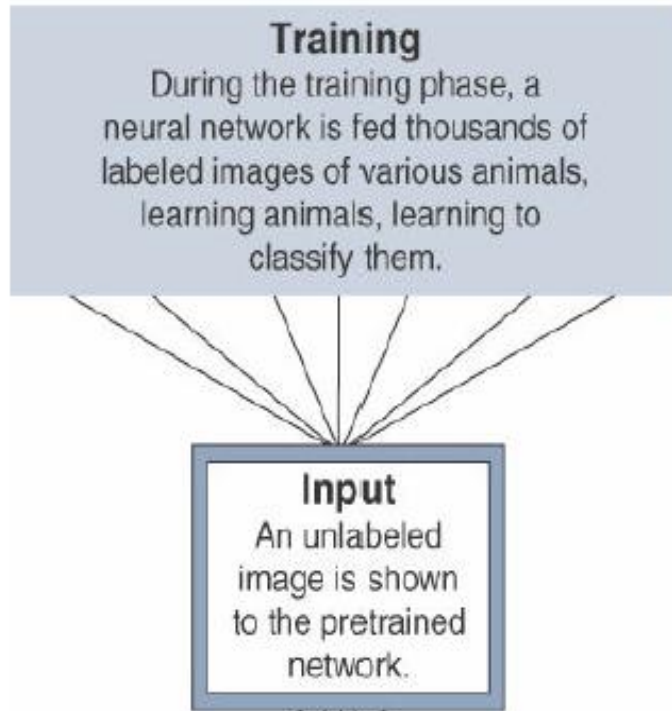 Training
During the training phase, a
neural network is fed thousands of
labeled images of various animals,
learning animals, learning to
classify them.
Input
An unlabeled
image is shown
to the pretrained
network.